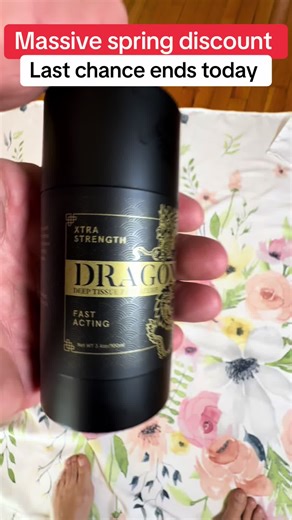 Massive spring discount
Last chance ends today
XTRA
STRENGTH
DRAGON
DEEP TISSUE
FAST
ACTING